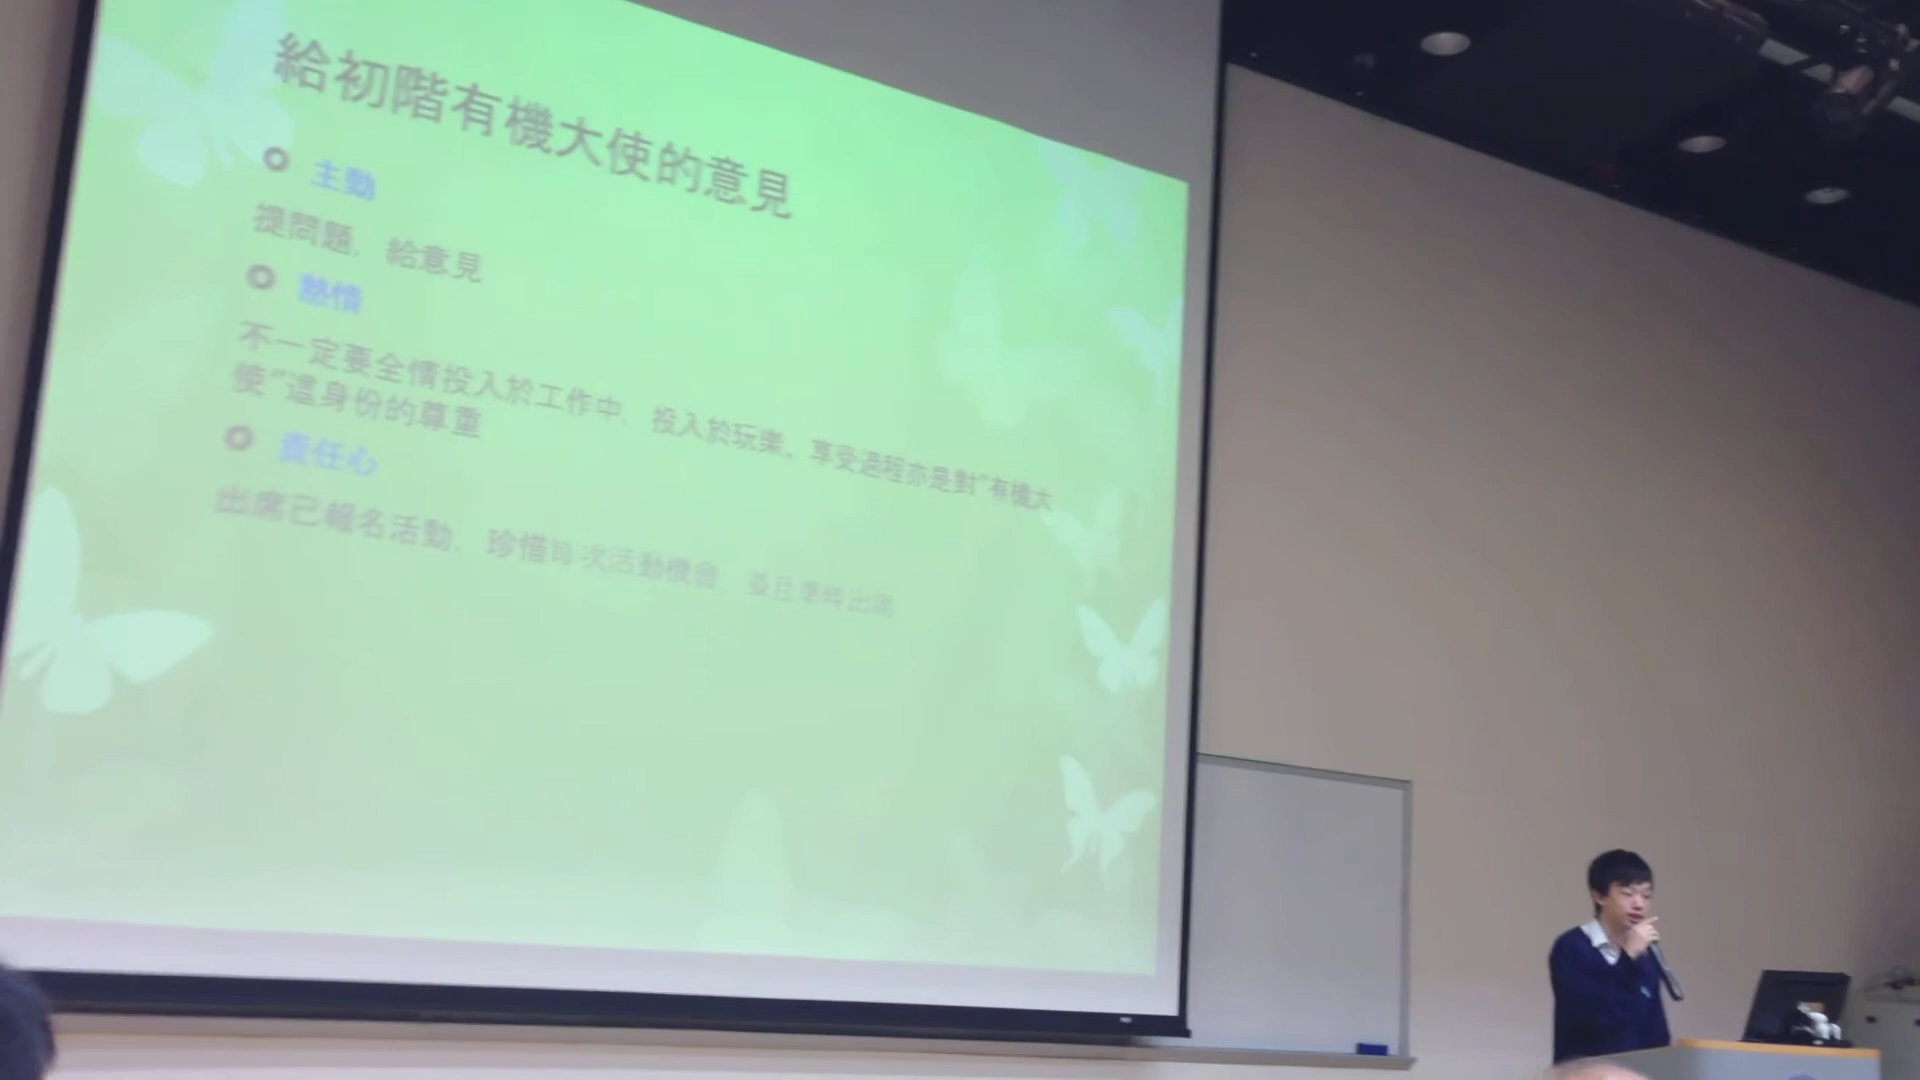 給初階有機大使的意見
主動
提問題，給意見
熱情
不一定要全情投入於工作中，投入於玩樂、享受過程亦是對"有機大
使"這身份的尊重
責任心
出席已報名活動，珍惜每次活動機會，並且準時出席